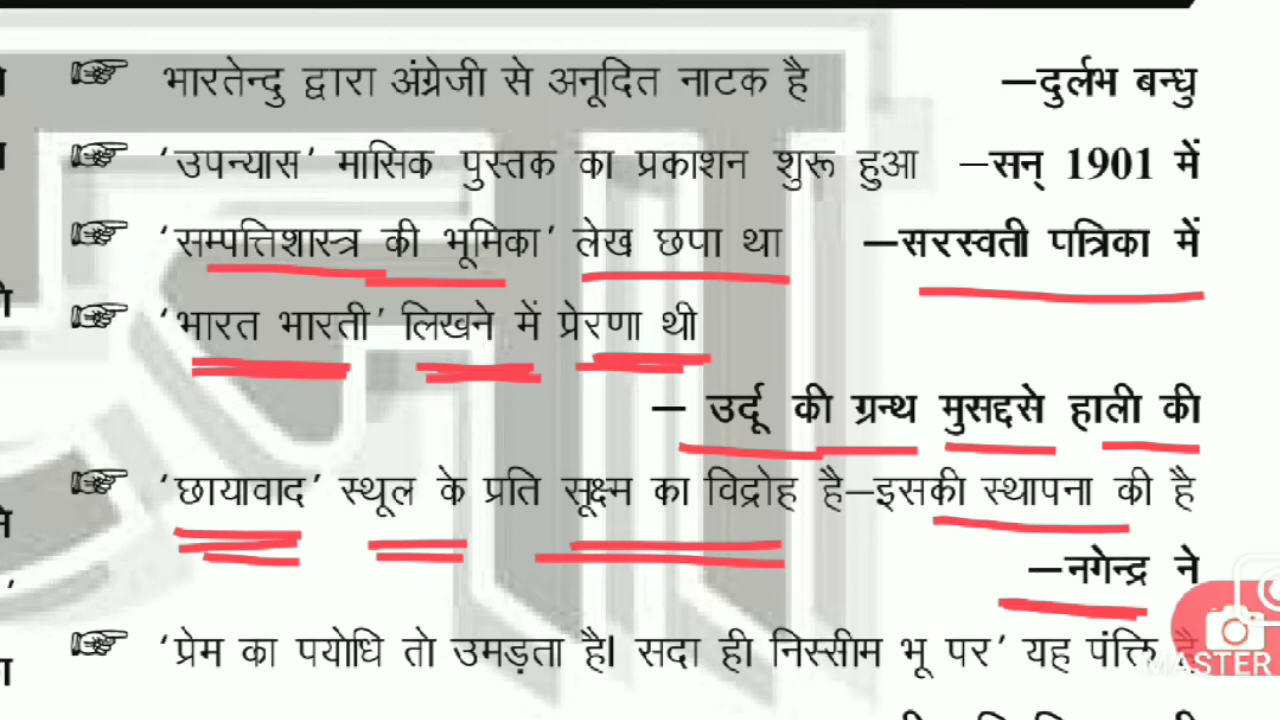 भारतेन्दु द्वारा अंग्रेजी से अनूदित नाटक है —दुर्लभ बन्धु
'उपन्यास' मासिक पुस्तक का प्रकाशन शुरू हुआ —सन् 1901 में
'सम्पत्तिशास्त्र की भूमिका' लेख छपा था —सरस्वती पत्रिका में
'भारत भारती' लिखने में प्रेरणा थी
— उर्दू की ग्रन्थ मुसद्दसे हाली की
'छायावाद' स्थूल के प्रति सूक्ष्म का विद्रोह है—इसकी स्थापना की है
—नगेन्द्र ने
'प्रेम का पयोधि तो उमड़ता है। सदा ही निस्सीम भू पर' यह पंक्ति है
MASTER